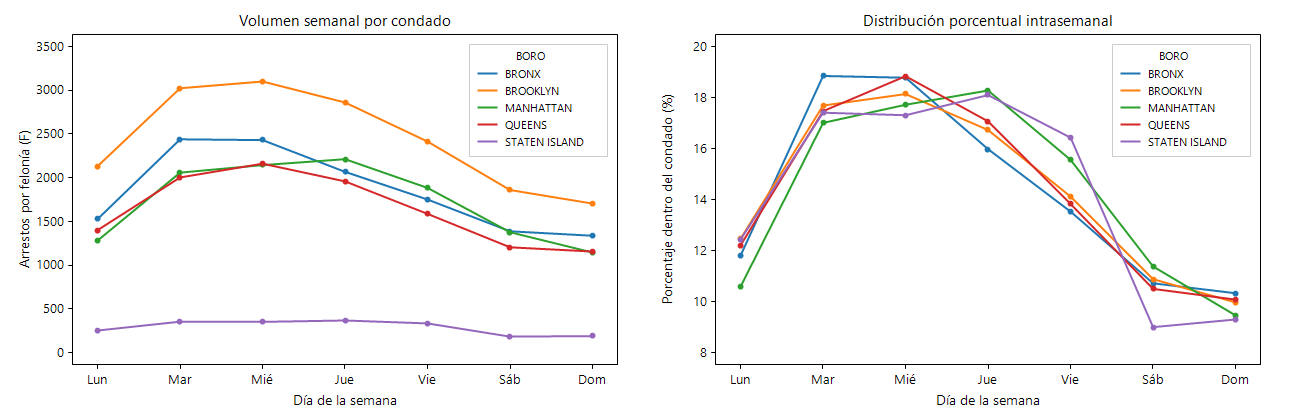 Volumen semanal por condado
Arrestos por felonía (F)
3500
3000
2500
2000
1500
1000
500
0
BORO
BRONX
BROOKLYN
MANHATTAN
QUEENS
STATEN ISLAND
Lun Mar Mié Jue Vie Sáb Dom
Día de la semana
Distribución porcentual intrasemanal
Porcentaje dentro del condado (%)
20
18
16
14
12
10
8
BORO
BRONX
BROOKLYN
MANHATTAN
QUEENS
STATEN ISLAND
Lun Mar Mié Jue Vie Sáb Dom
Día de la semana